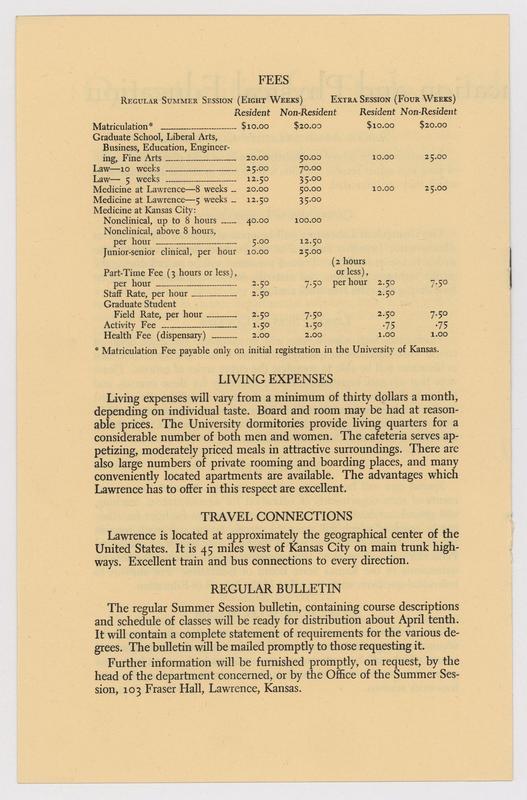 FEES
Regular Summer Session (Eight Weeks) Extra Session (Four Weeks)
Resident Non-Resident Resident Non-Resident
Matriculation* $10.00 $20.00 $10.00 $20.00
Graduate School, Liberal Arts,
Business, Education, Engineer-
ing, Fine Arts 20.00 50.00 10.00 25.00
Law—10 weeks 25.00 70.00
Law— 5 weeks 12.50 35.00
Medicine at Lawrence—8 weeks 20.00 50.00 10.00 25.00
Medicine at Lawrence—5 weeks 12.50 35.00
Medicine at Kansas City:
Nonclinical, up to 8 hours 40.00 100.00
Nonclinical, above 8 hours,
per hour 5.00 12.50
Junior-senior clinical, per hour 10.00 25.00
(2 hours
Part-Time Fee (3 hours or less), or less),
per hour 2.50 7.50 per hour 2.50 7.50
Staff Rate, per hour 2.50 2.50
Graduate Student
Field Rate, per hour 2.50 7.50 2.50 7.50
Activity Fee 1.50 1.50 .75 .75
Health Fee (dispensary) 2.00 2.00 1.00 1.00
* Matriculation Fee payable only on initial registration in the University of Kansas.
LIVING EXPENSES
Living expenses will vary from a minimum of thirty dollars a month,
depending on individual taste. Board and room may be had at reason-
able prices. The University dormitories provide living quarters for a
considerable number of both men and women. The cafeteria serves ap-
petizing, moderately priced meals in attractive surroundings. There are
also large numbers of private rooming and boarding places, and many
conveniently located apartments are available. The advantages which
Lawrence has to offer in this respect are excellent.
TRAVEL CONNECTIONS
Lawrence is located at approximately the geographical center of the
United States. It is 45 miles west of Kansas City on main trunk high-
ways. Excellent train and bus connections to every direction.
REGULAR BULLETIN
The regular Summer Session bulletin, containing course descriptions
and schedule of classes will be ready for distribution about April tenth.
It will contain a complete statement of requirements for the various de-
grees. The bulletin will be mailed promptly to those requesting it.
Further information will be furnished promptly, on request, by the
head of the department concerned, or by the Office of the Summer Ses-
sion, 103 Fraser Hall, Lawrence, Kansas.